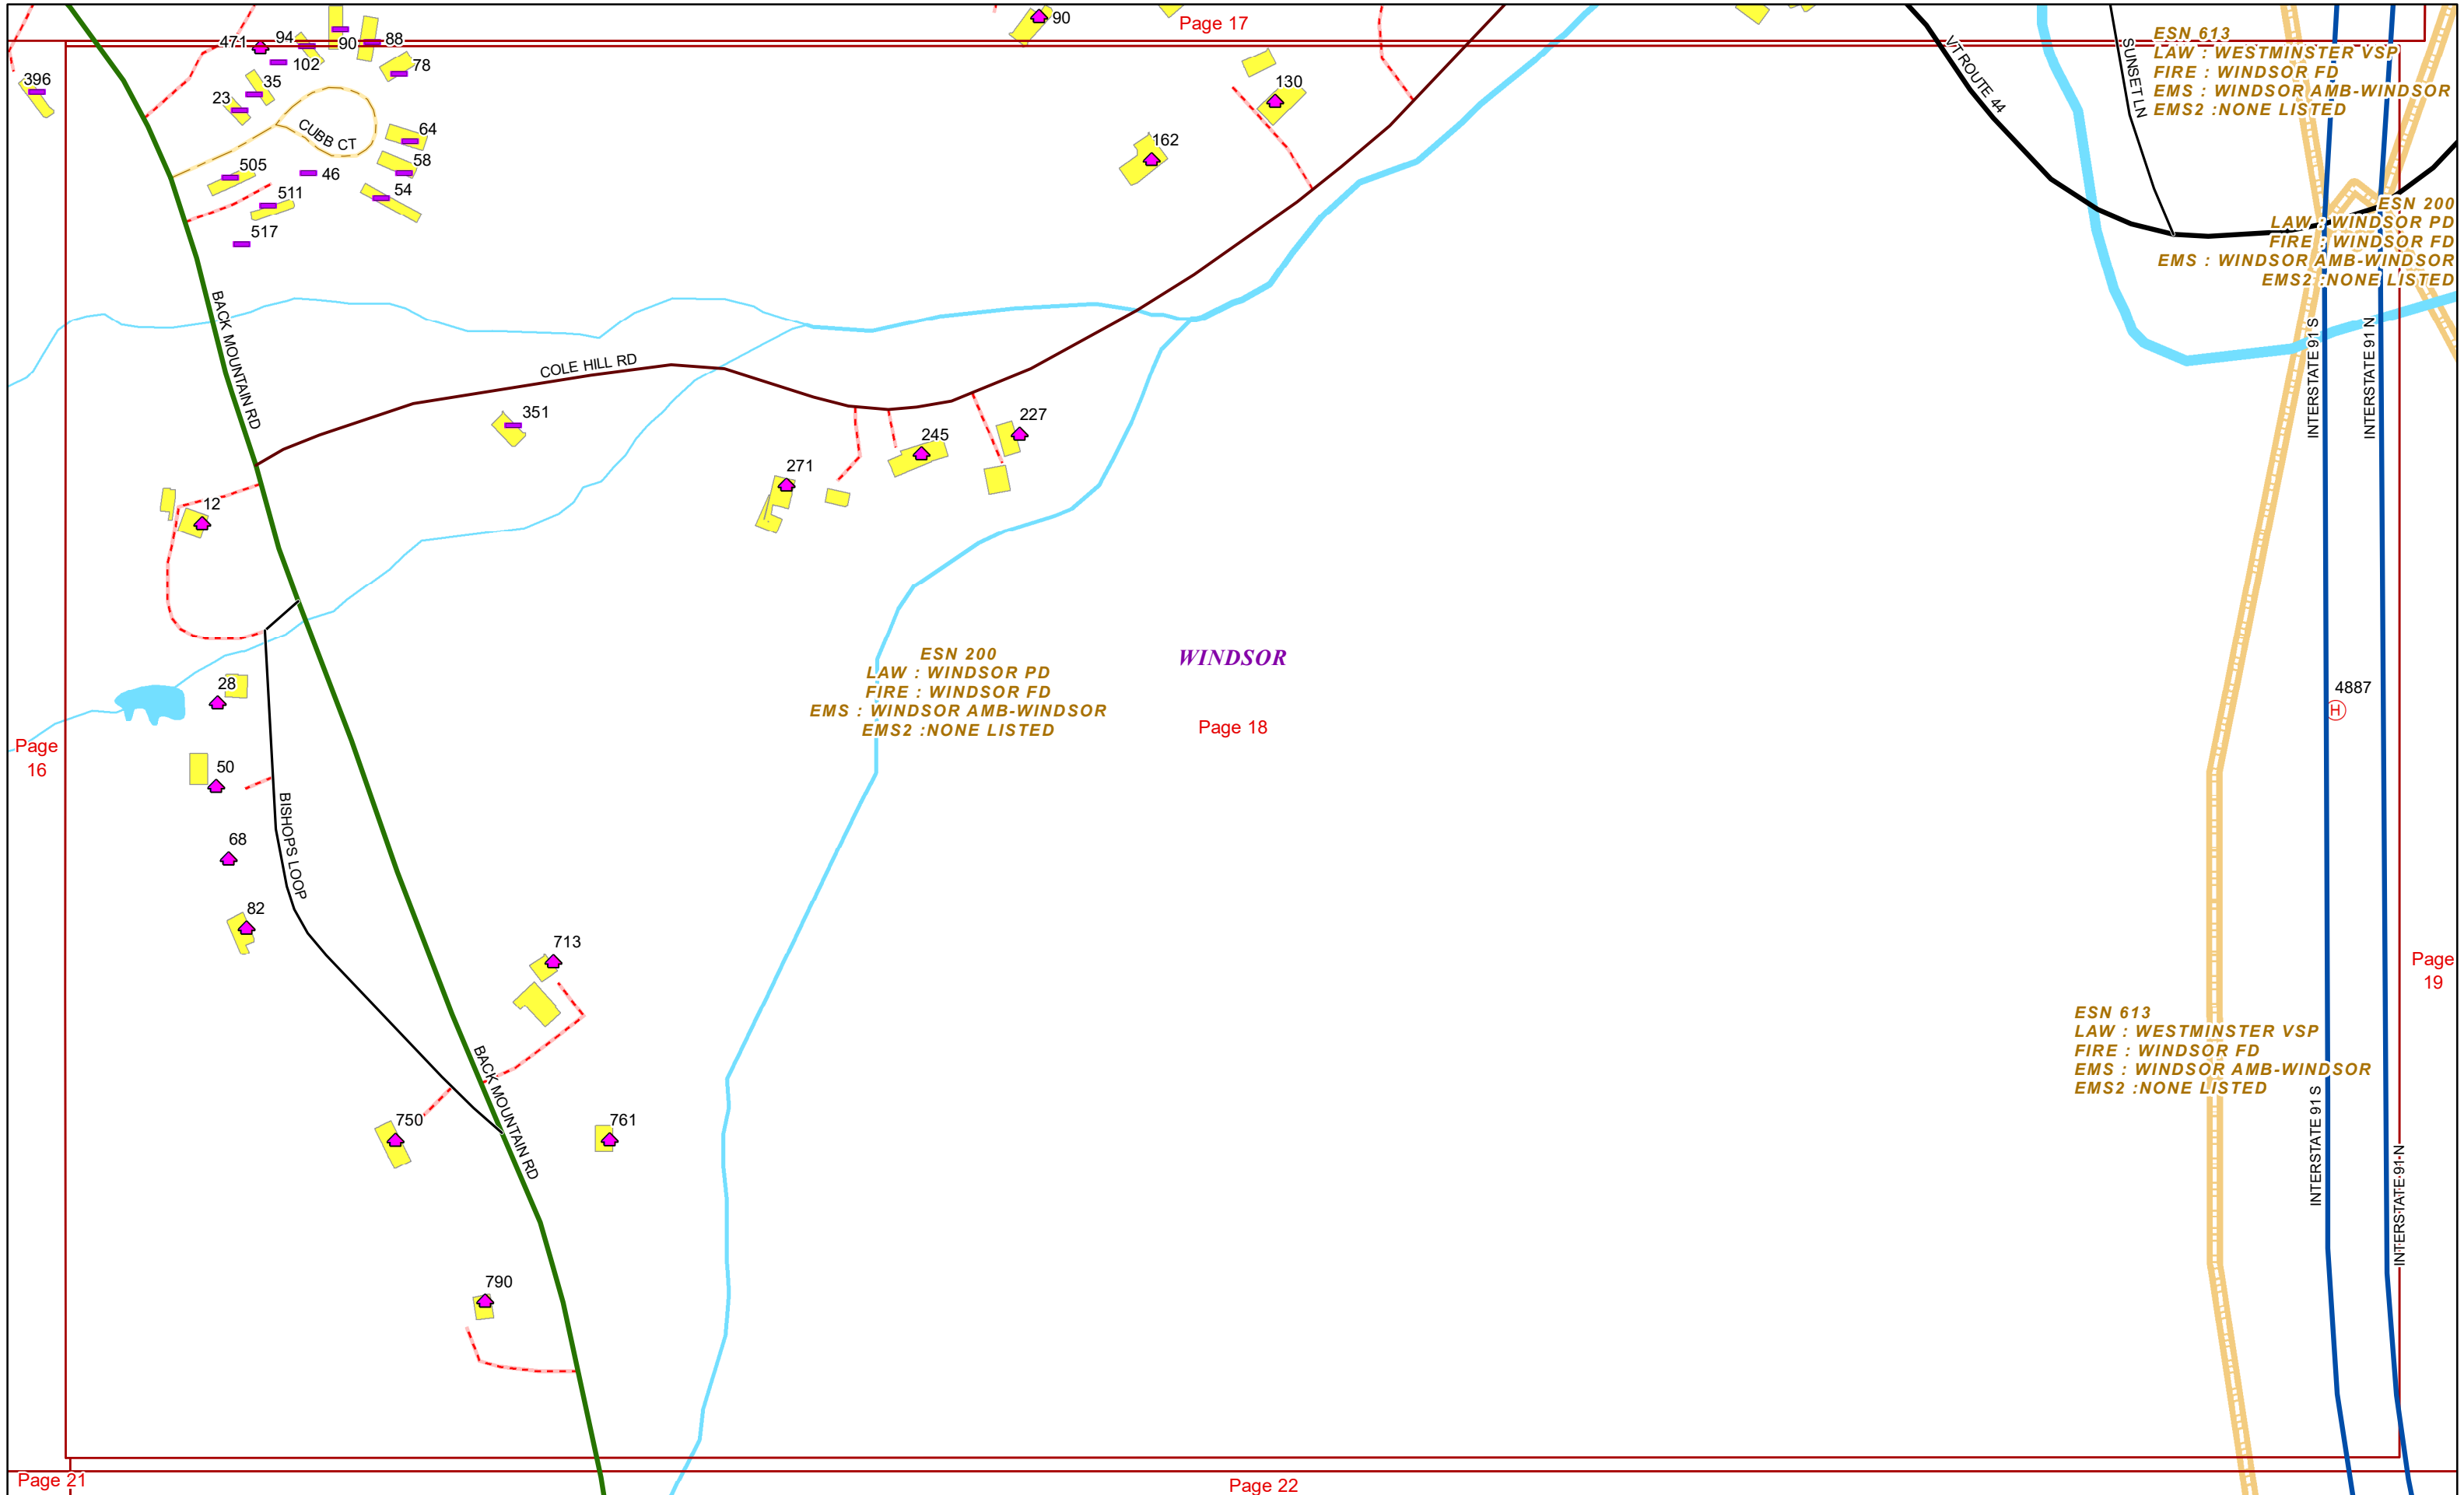 Page 17
90
ESN 613
LAW : WESTMINSTER VSP
FIRE : WINDSOR FD
EMS : WINDSOR AMB-WINDSOR
EMS2 :NONE LISTED
VT ROUTE 44
SUNSET LN
471
94
90
88
102
78
396
35
23
CUBB CT
64
58
505
46
54
511
517
130
162
ESN 200
LAW : WINDSOR PD
FIRE : WINDSOR FD
EMS : WINDSOR AMB-WINDSOR
EMS2 :NONE LISTED
BACK MOUNTAIN RD
COLE HILL RD
INTERSTATE 91 S
INTERSTATE 91 N
351
227
245
271
12
28
50
68
82
BISHOPS LOOP
ESN 200
LAW : WINDSOR PD
FIRE : WINDSOR FD
EMS : WINDSOR AMB-WINDSOR
EMS2 :NONE LISTED
WINDSOR
Page 18
4887
H
Page
16
Page
19
713
ESN 613
LAW : WESTMINSTER VSP
FIRE : WINDSOR FD
EMS : WINDSOR AMB-WINDSOR
EMS2 :NONE LISTED
BACK MOUNTAIN RD
750
761
INTERSTATE 91 S
INTERSTATE 91 N
790
Page 21
Page 22